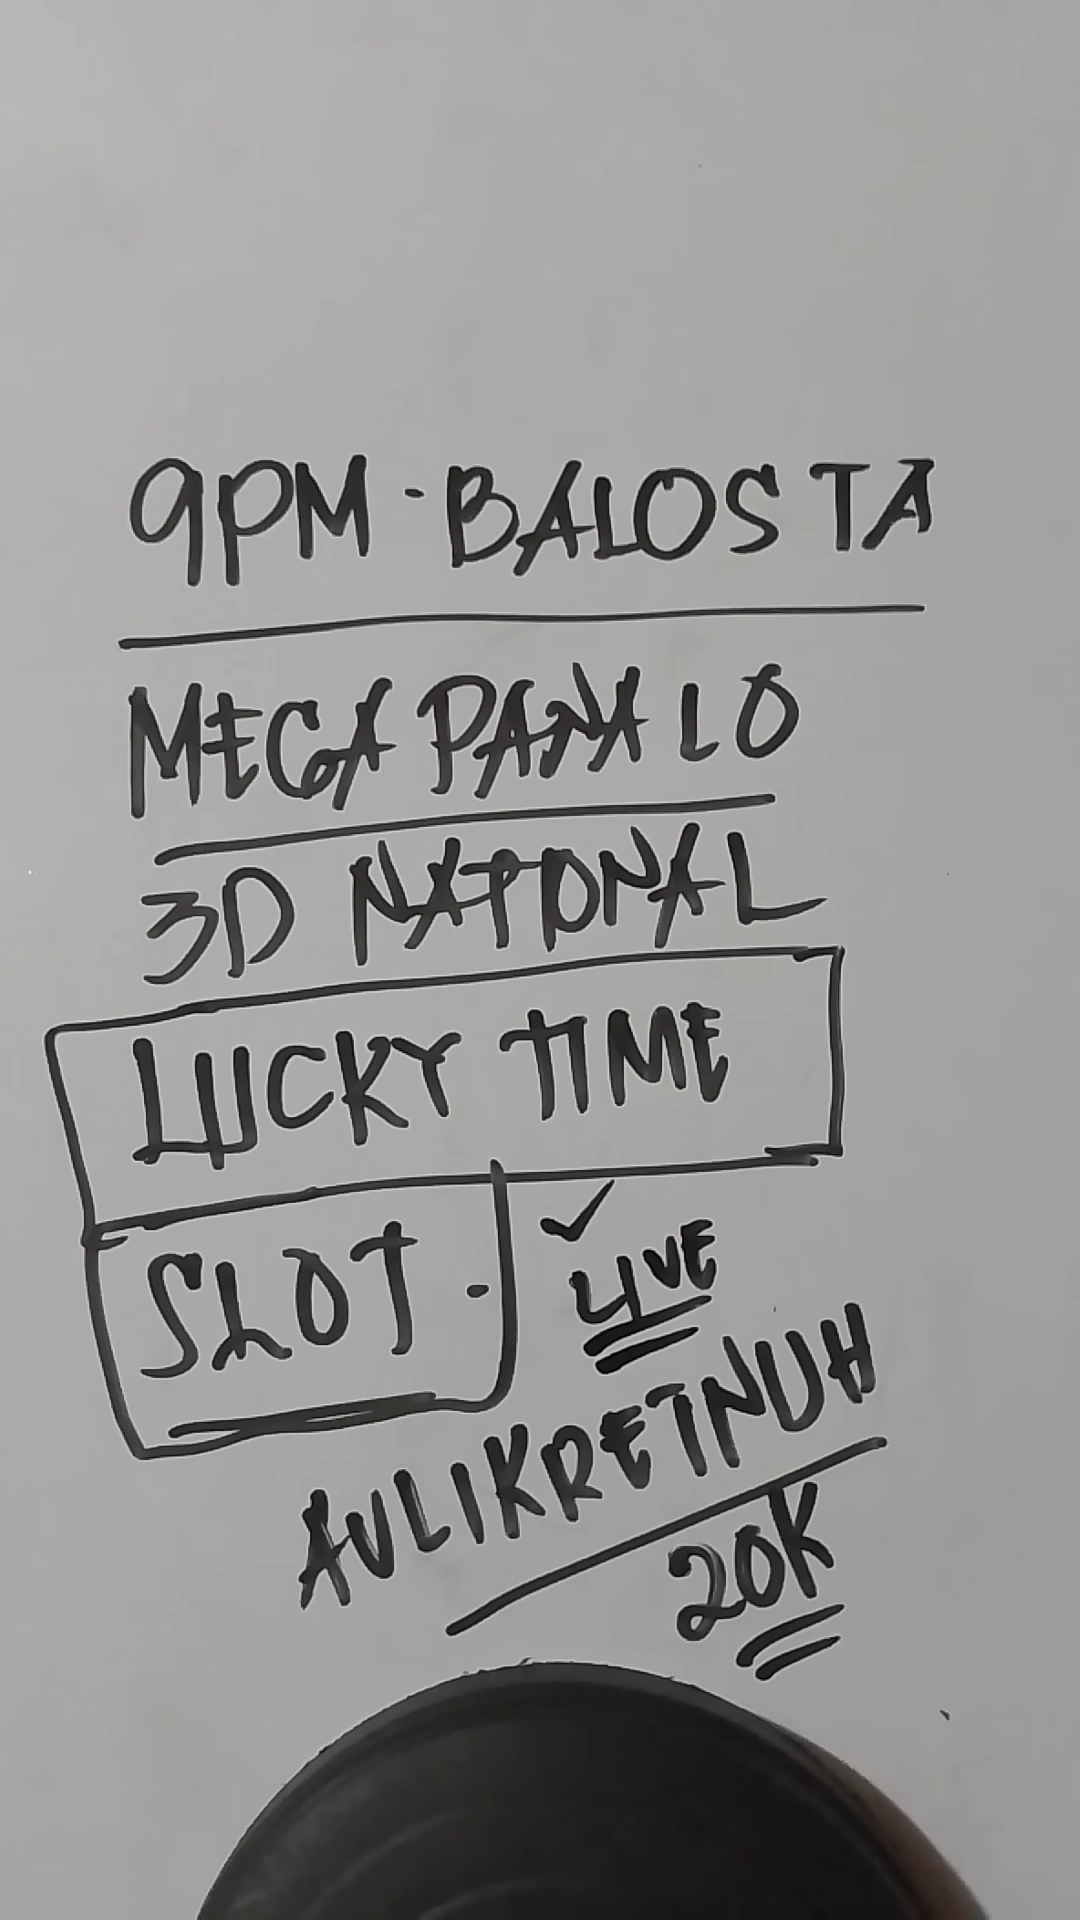 9PM · BALOSTA
MEGA PANALO
3D NATIONAL
LUCKY TIME
SLOT.
✓
LIVE
AULIKRETNUH
20K